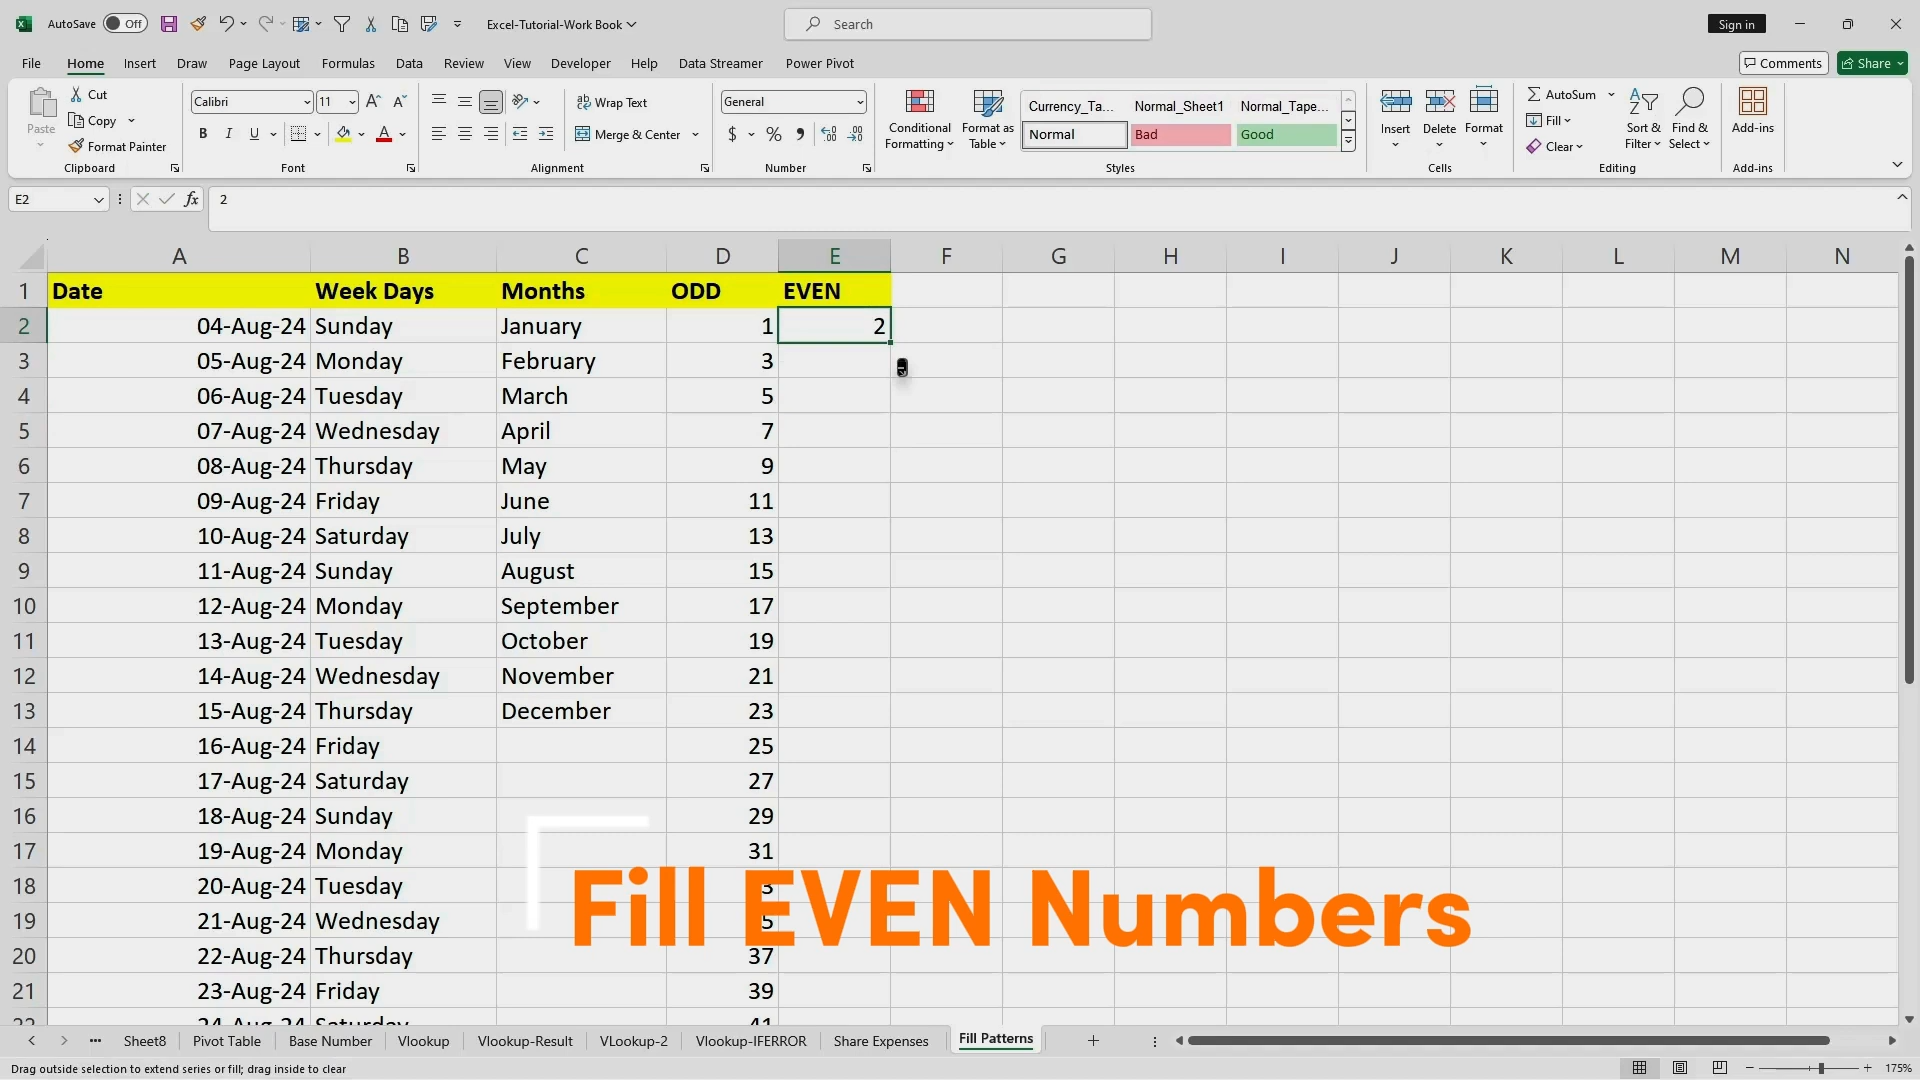 AutoSave Off Excel-Tutorial-Work Book Search Sign in
File Home Insert Draw Page Layout Formulas Data Review View Developer Help Data Streamer Power Pivot Comments Share
Paste Cut Copy Format Painter Clipboard
Calibri 11 A A B I U A Font
ab Wrap Text Merge & Center Alignment
General $ % , Number
Conditional Formatting Format as Table Currency_Ta... Normal_Sheet1 Normal_Tape... Normal Bad Good Styles
Insert Delete Format Cells
AutoSum Fill Clear Sort & Filter Find & Select Editing
Add-ins Add-ins
E2 fx 2
A B C D E F G H I J K L M N
1 Date Week Days Months ODD EVEN
2 04-Aug-24 Sunday January 1 2
3 05-Aug-24 Monday February 3
4 06-Aug-24 Tuesday March 5
5 07-Aug-24 Wednesday April 7
6 08-Aug-24 Thursday May 9
7 09-Aug-24 Friday June 11
8 10-Aug-24 Saturday July 13
9 11-Aug-24 Sunday August 15
10 12-Aug-24 Monday September 17
11 13-Aug-24 Tuesday October 19
12 14-Aug-24 Wednesday November 21
13 15-Aug-24 Thursday December 23
14 16-Aug-24 Friday 25
15 17-Aug-24 Saturday 27
16 18-Aug-24 Sunday 29
17 19-Aug-24 Monday 31
18 20-Aug-24 Tuesday
19 21-Aug-24 Wednesday
Fill EVEN Numbers
20 22-Aug-24 Thursday 37
21 23-Aug-24 Friday 39
22 24-Aug-24 Saturday 41
Sheet8 Pivot Table Base Number Vlookup Vlookup-Result VLookup-2 Vlookup-IFERROR Share Expenses Fill Patterns
Drag outside selection to extend series or fill; drag inside to clear 175%